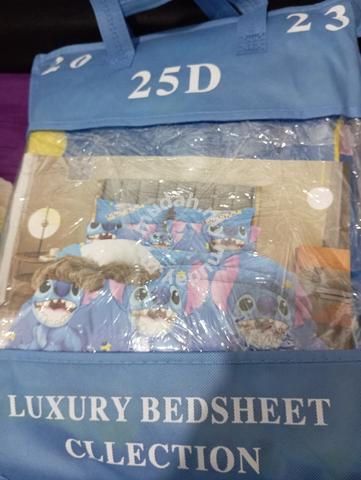 20 23
25D
LUXURY BEDSHEET
CLLECTION